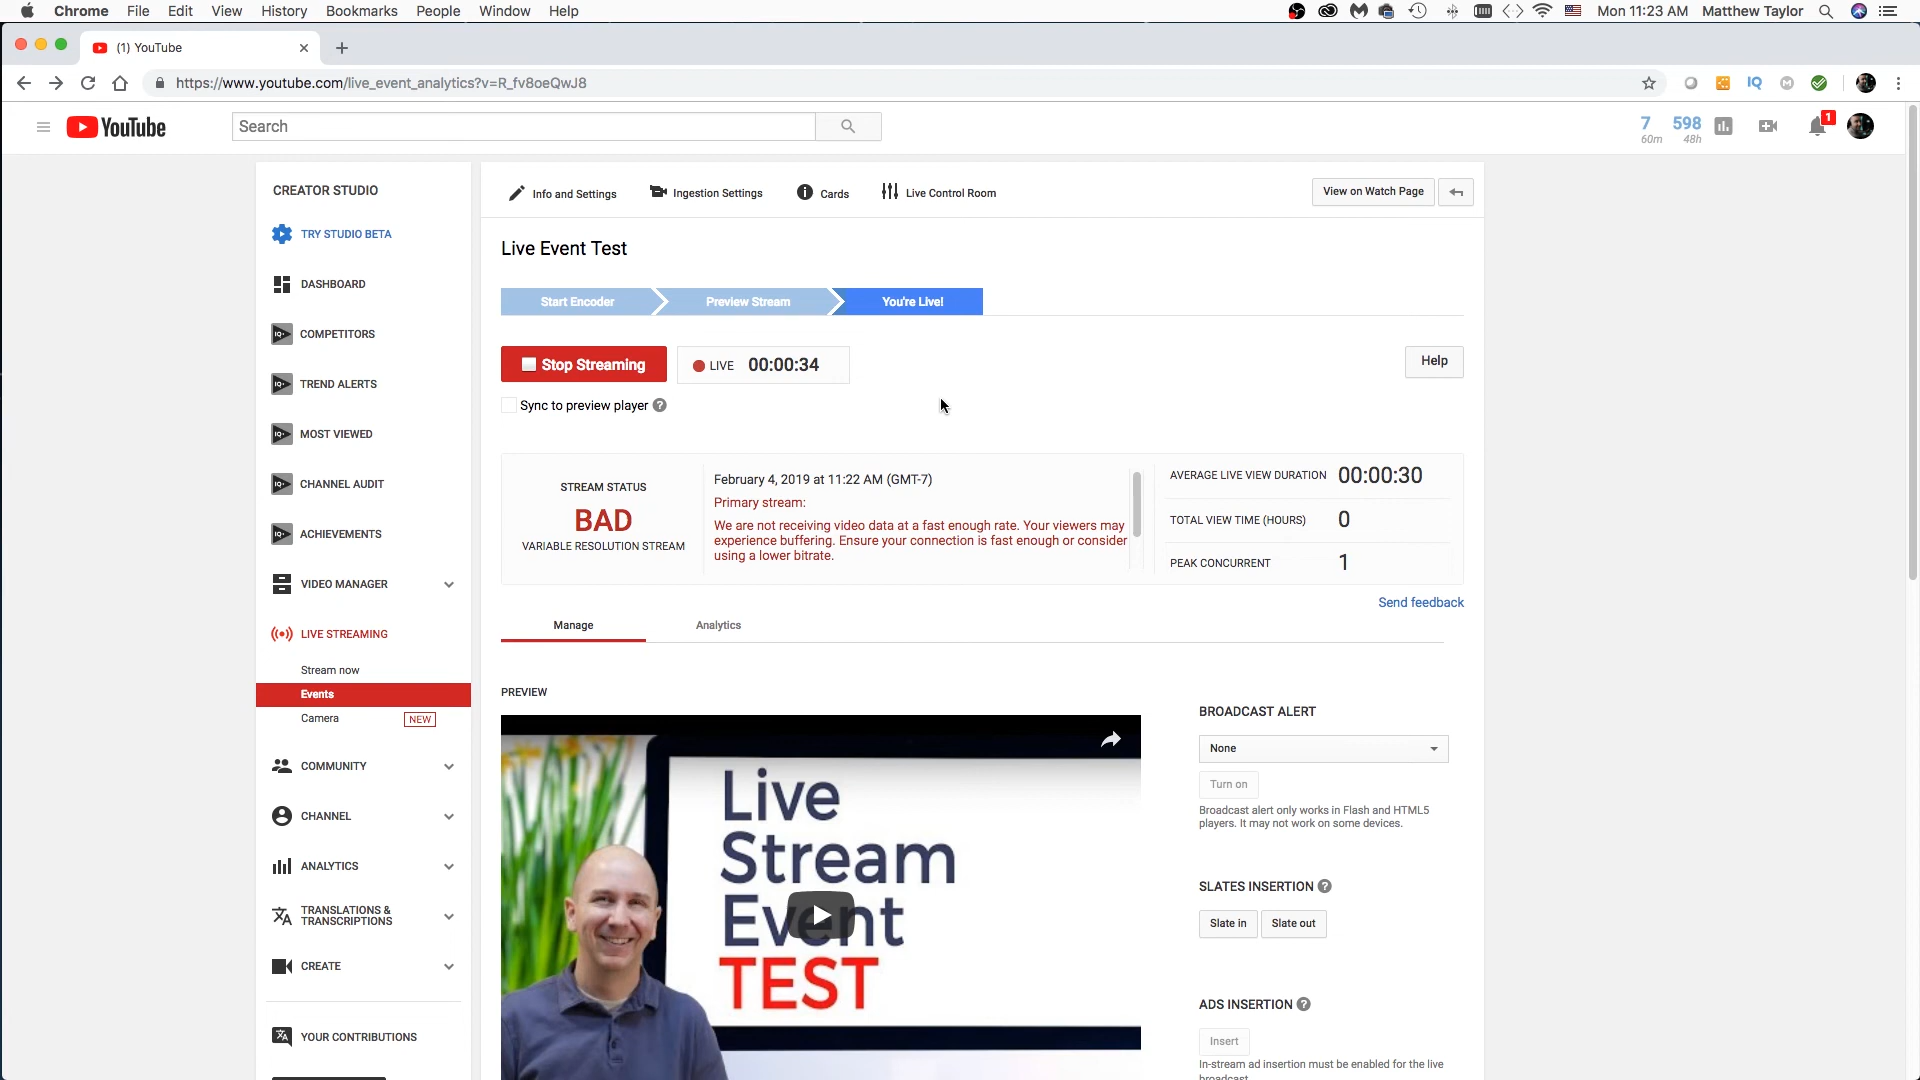 Chrome File Edit View History Bookmarks People Window Help Mon 11:23 AM Matthew Taylor
(1) YouTube
https://www.youtube.com/live_event_analytics?v=R_fv8oeQwJ8 IQ
YouTube Search 7 598 1
60m 48h
CREATOR STUDIO
TRY STUDIO BETA
DASHBOARD
COMPETITORS
TREND ALERTS
MOST VIEWED
CHANNEL AUDIT
ACHIEVEMENTS
VIDEO MANAGER
LIVE STREAMING
Stream now
Events
Camera NEW
COMMUNITY
CHANNEL
ANALYTICS
TRANSLATIONS &
TRANSCRIPTIONS
CREATE
YOUR CONTRIBUTIONS
Info and Settings Ingestion Settings Cards Live Control Room View on Watch Page
Live Event Test
Start Encoder Preview Stream You're Live!
Stop Streaming LIVE 00:00:34 Help
Sync to preview player ?
STREAM STATUS
BAD
VARIABLE RESOLUTION STREAM
February 4, 2019 at 11:22 AM (GMT-7)
Primary stream:
We are not receiving video data at a fast enough rate. Your viewers may
experience buffering. Ensure your connection is fast enough or consider
using a lower bitrate.
AVERAGE LIVE VIEW DURATION 00:00:30
TOTAL VIEW TIME (HOURS) 0
PEAK CONCURRENT 1
Send feedback
Manage Analytics
PREVIEW
Live
Stream
Event
TEST
BROADCAST ALERT
None
Turn on
Broadcast alert only works in Flash and HTML5
players. It may not work on some devices.
SLATES INSERTION ?
Slate in Slate out
ADS INSERTION ?
Insert
In-stream ad insertion must be enabled for the live
broadcast